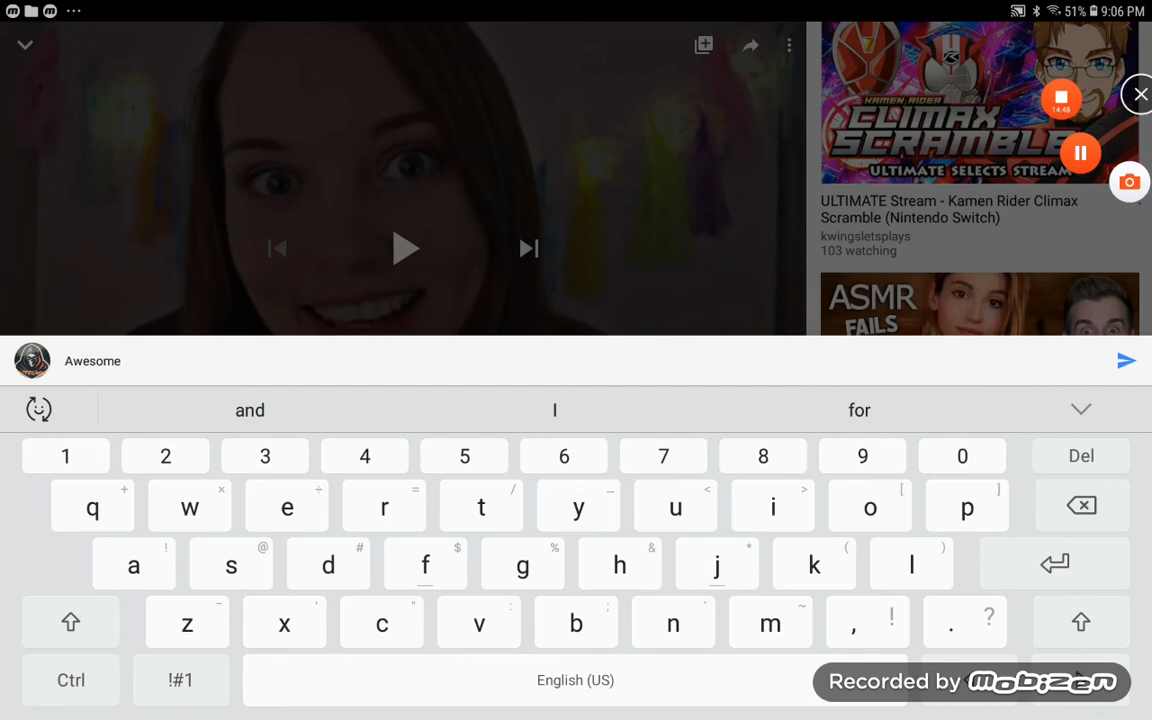 51% 9:06 PM
14:48
KAMEN RIDER
CLIMAX
SCRAMBLE
ULTIMATE SELECTS STREAM
ULTIMATE Stream - Kamen Rider Climax
Scramble (Nintendo Switch)
kwingsletsplays
103 watching
ASMR
FAILS
Awesome
and I for
1 2 3 4 5 6 7 8 9 0 Del
q + w × e ÷ r = t / y _ u < i > o [ p ]
a ! s @ d # f $ g % h & j * k ( l )
z - x ' c " v : b ; n ` m ~ , ! . ?
Ctrl !#1 English (US)
Recorded by mobizen